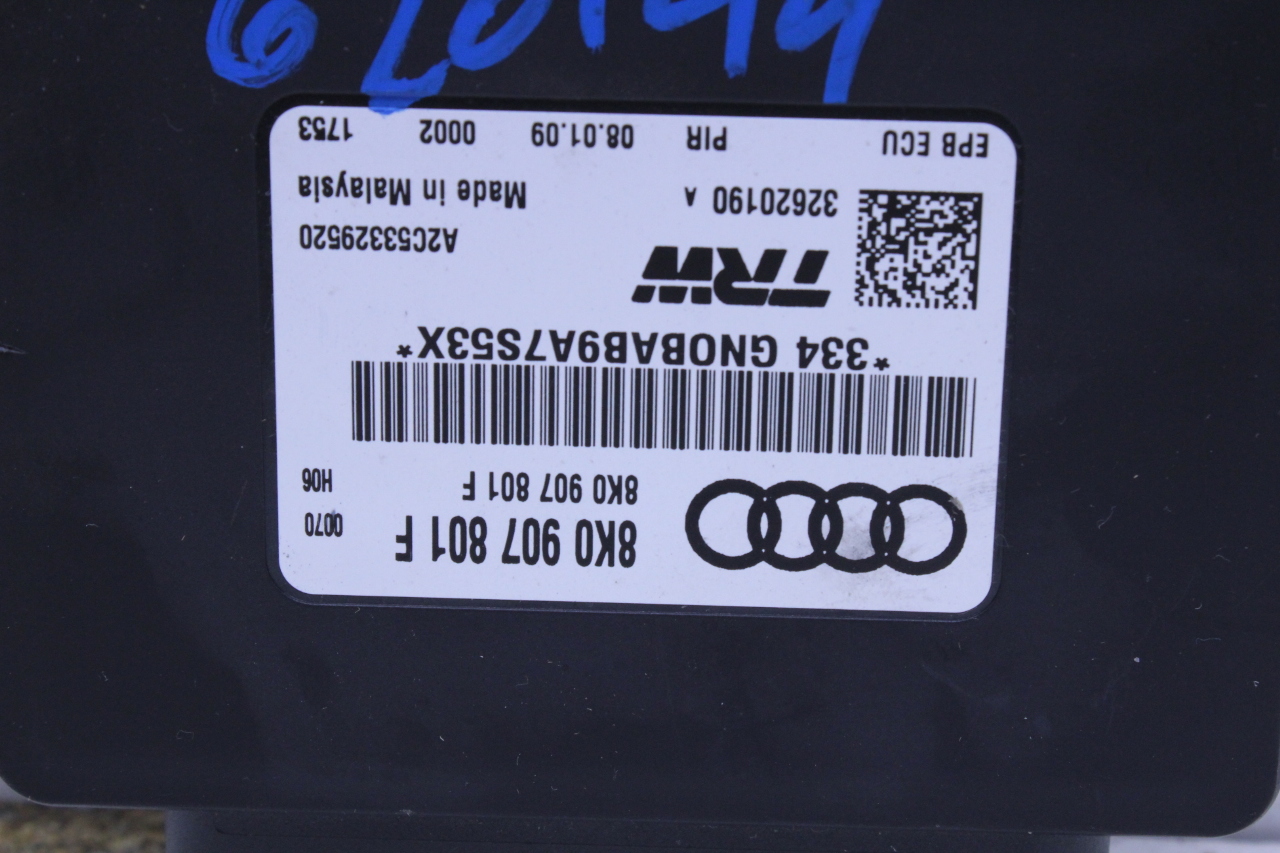 8K0 907 801 F 0070
8K0 907 801 F H06
*334 GNOBAB9A7S53X*
TRW A2C53329520
32620190 A Made in Malaysia
EPB ECU PIR 08.01.09 0002 1753